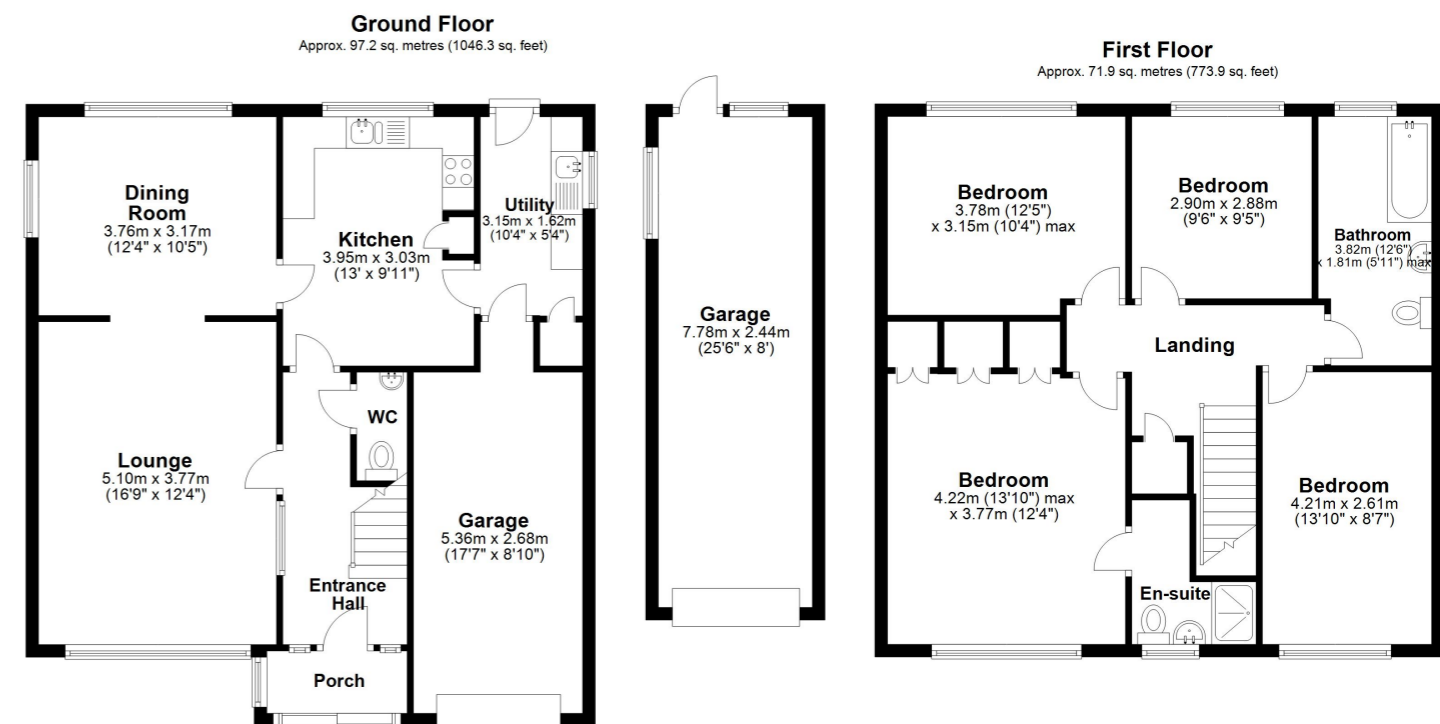 Ground Floor
Approx. 97.2 sq. metres (1046.3 sq. feet)
Dining
Room
3.76m x 3.17m
(12'4" x 10'5")
Kitchen
3.95m x 3.03m
(13' x 9'11")
Utility
3.15m x 1.62m
(10'4" x 5'4")
Lounge
5.10m x 3.77m
(16'9" x 12'4")
WC
Entrance
Hall
Porch
Garage
5.36m x 2.68m
(17'7" x 8'10")
Garage
7.78m x 2.44m
(25'6" x 8')
First Floor
Approx. 71.9 sq. metres (773.9 sq. feet)
Bedroom
3.78m (12'5")
x 3.15m (10'4") max
Bedroom
2.90m x 2.88m
(9'6" x 9'5")
Bathroom
3.82m (12'6")
x 1.81m (5'11") max
Landing
Bedroom
4.22m (13'10") max
x 3.77m (12'4")
En-suite
Bedroom
4.21m x 2.61m
(13'10" x 8'7")